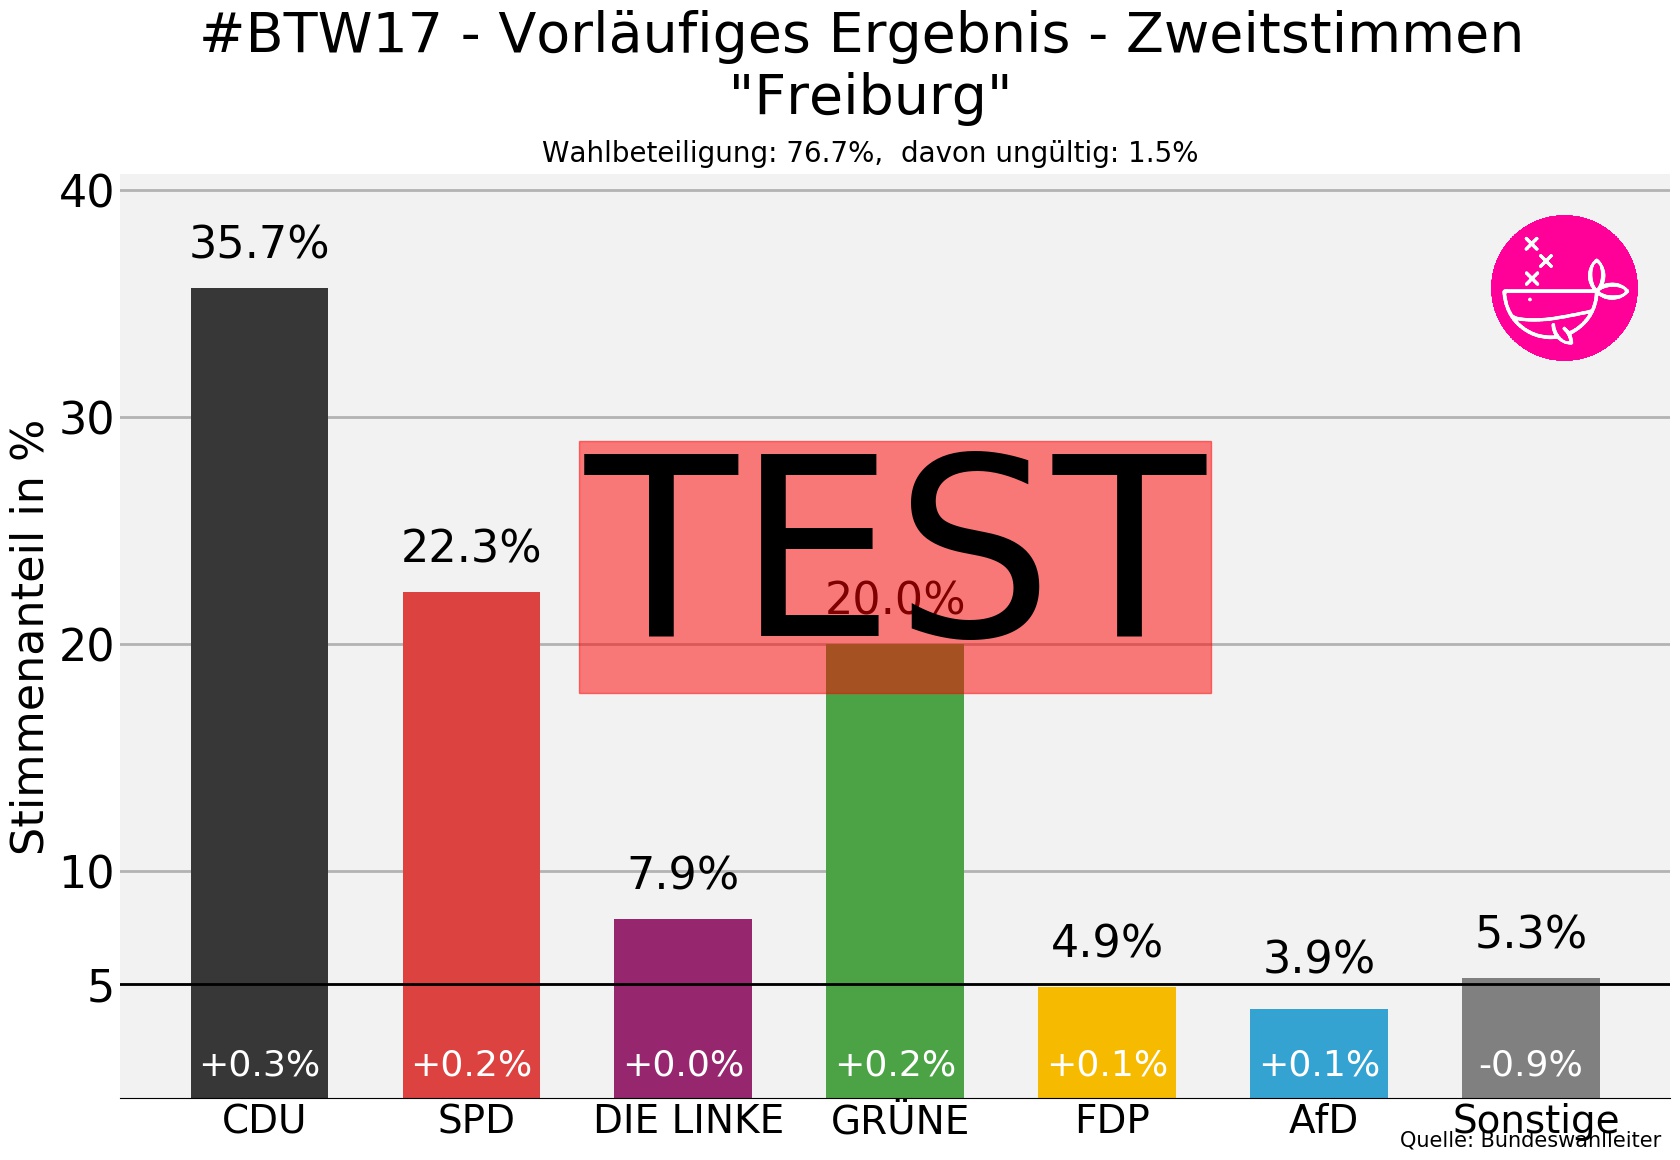 #BTW17 - Vorläufiges Ergebnis - Zweitstimmen
"Freiburg"
Wahlbeteiligung: 76.7%,  davon ungültig: 1.5%
Stimmenanteil in %
40
30
20
10
5
35.7%
22.3%
7.9%
20.0%
4.9%
3.9%
5.3%
TEST
+0.3%
+0.2%
+0.0%
+0.2%
+0.1%
+0.1%
-0.9%
CDU
SPD
DIE LINKE
GRÜNE
FDP
AfD
Sonstige
Quelle: Bundeswahlleiter